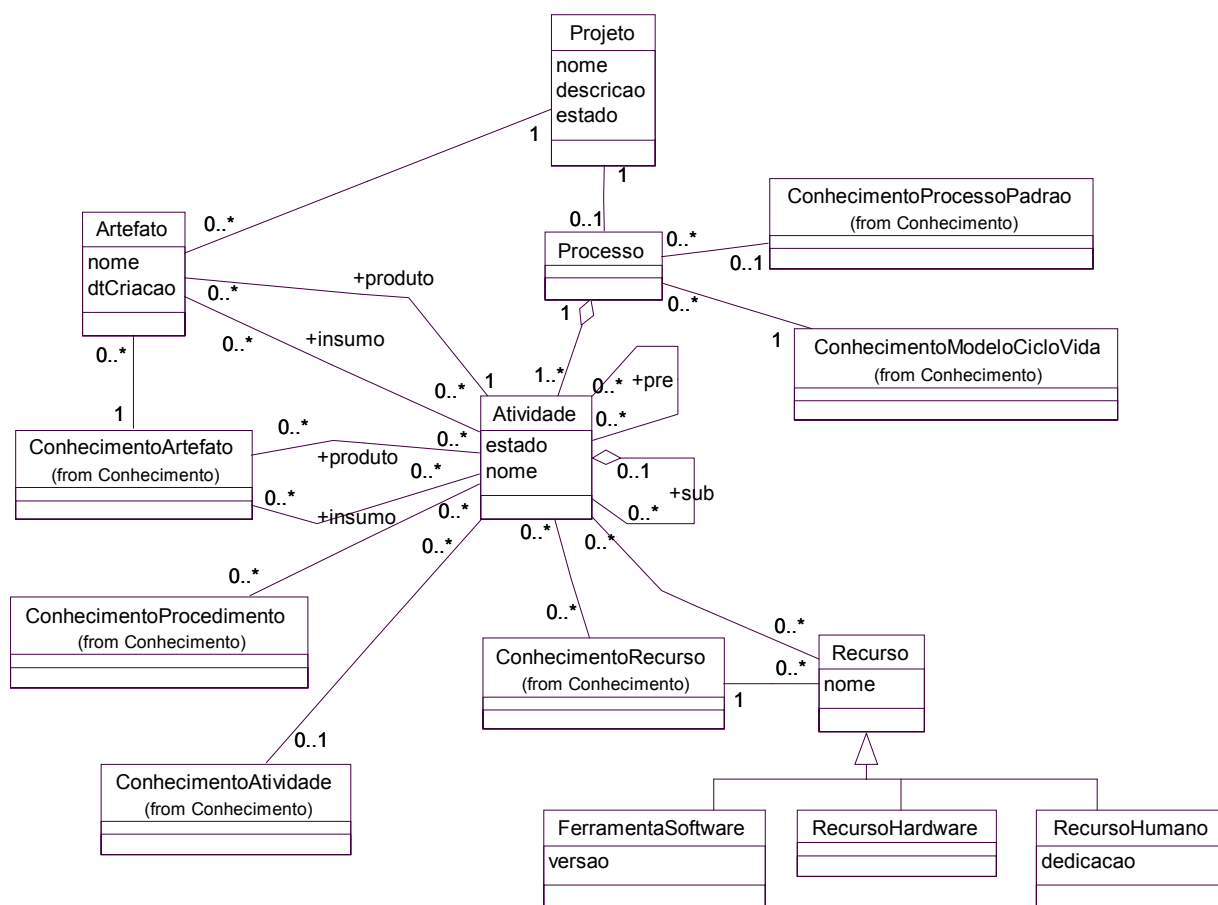 Projeto
nome
descricao
estado
1
1
0..*
0..1
ConhecimentoProcessoPadrao
(from Conhecimento)
Artefato
nome
dtCriacao
Processo
0..*
0..1
+produto
0..*
0..*
1
1
ConhecimentoModeloCicloVida
(from Conhecimento)
+insumo
0..*
0..*
1
1..*
0..*
+pre
0..*
0..*
1
Atividade
estado
nome
ConhecimentoArtefato
(from Conhecimento)
0..*
+produto
0..*
0..*
0..*
+insumo
0..1
+sub
0..*
0..*
0..*
0..*
0..*
0..*
ConhecimentoProcedimento
(from Conhecimento)
0..*
0..*
ConhecimentoRecurso
(from Conhecimento)
0..*
1
Recurso
nome
0..1
ConhecimentoAtividade
(from Conhecimento)
FerramentaSoftware
versao
RecursoHardware
RecursoHumano
dedicacao